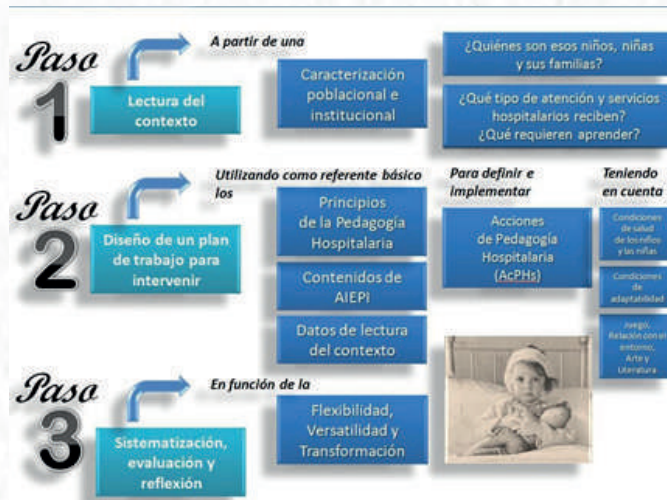 Paso
1
Lectura del
contexto
A partir de una
Caracterización
poblacional e
institucional
¿Quiénes son esos niños, niñas
y sus familias?
¿Qué tipo de atención y servicios
hospitalarios reciben?
¿Qué requieren aprender?
Paso
2
Diseño de un plan
de trabajo para
intervenir
Utilizando como referente básico
los
Principios
de la Pedagogía
Hospitalaria
Contenidos de
AIEPI
Datos de lectura
del contexto
Para definir e
implementar
Acciones
de Pedagogía
Hospitalaria
(AcPHs)
Teniendo
en cuenta
Condiciones
de salud
de los niños
y las niñas
Condiciones
de
adaptabilidad
Juego,
Relación con el
entorno,
Arte y
Literatura
Paso
3
Sistematización,
evaluación y
reflexión
En función de la
Flexibilidad,
Versatilidad y
Transformación